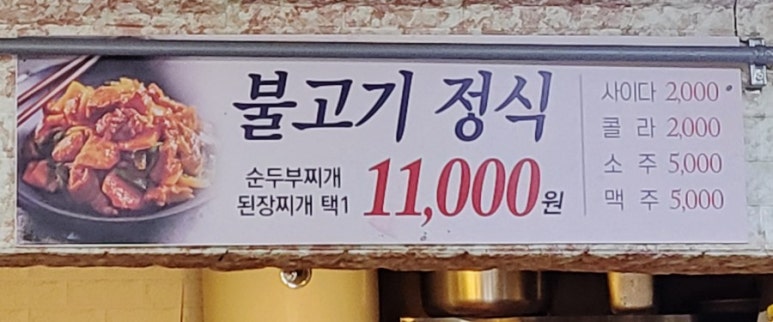 불고기 정식
순두부찌개
된장찌개 택1
11,000원
사이다 2,000
콜 라 2,000
소 주 5,000
맥 주 5,000